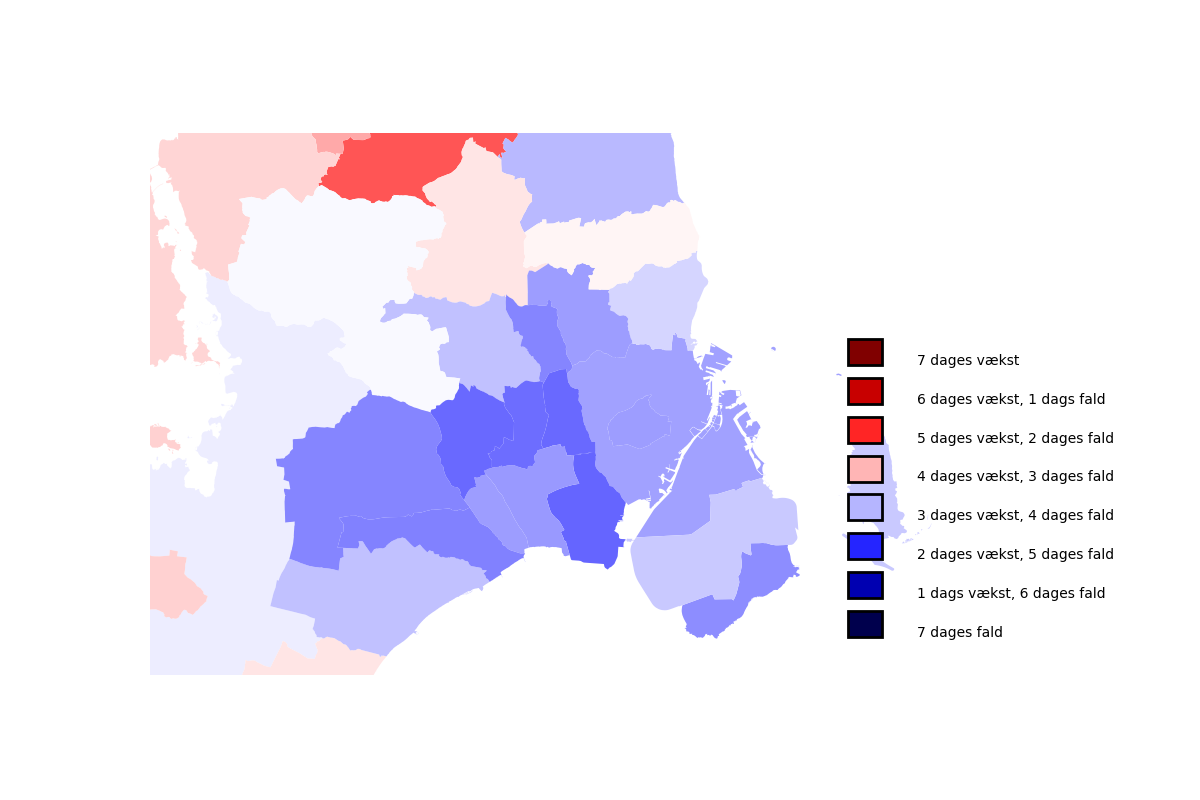 7 dages vækst
6 dages vækst, 1 dags fald
5 dages vækst, 2 dages fald
4 dages vækst, 3 dages fald
3 dages vækst, 4 dages fald
2 dages vækst, 5 dages fald
1 dags vækst, 6 dages fald
7 dages fald